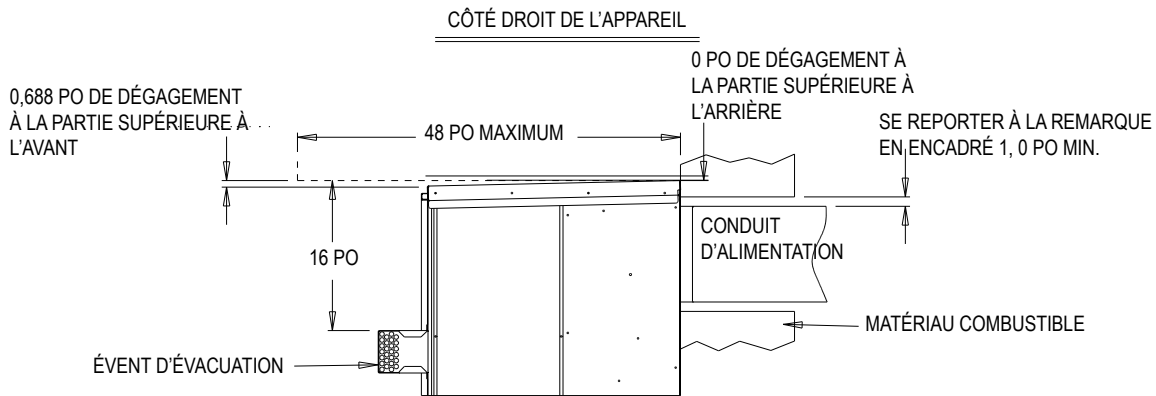 CÔTÉ DROIT DE L'APPAREIL
0 PO DE DÉGAGEMENT À
LA PARTIE SUPÉRIEURE À
L'ARRIÈRE
0,688 PO DE DÉGAGEMENT
À LA PARTIE SUPÉRIEURE À
L'AVANT
48 PO MAXIMUM
SE REPORTER À LA REMARQUE
EN ENCADRÉ 1, 0 PO MIN.
CONDUIT
D'ALIMENTATION
16 PO
MATÉRIAU COMBUSTIBLE
ÉVENT D'ÉVACUATION